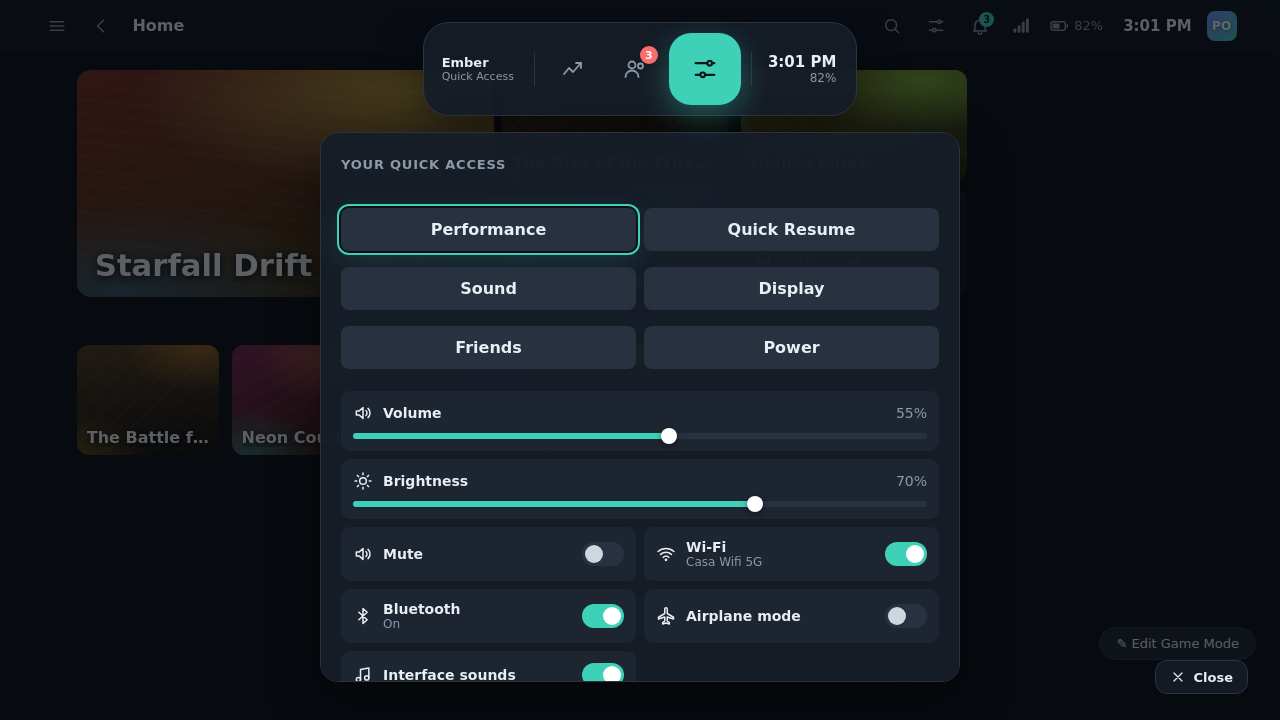 Home
3
82%
3:01 PM
PO
Ember
Quick Access
3
3:01 PM
82%
YOUR QUICK ACCESS
Performance
Quick Resume
Sound
Display
Friends
Power
Starfall Drift
The Battle f…
Neon Cou
Volume
55%
Brightness
70%
Mute
Wi-Fi
Casa Wifi 5G
Bluetooth
On
Airplane mode
Interface sounds
✎ Edit Game Mode
Close